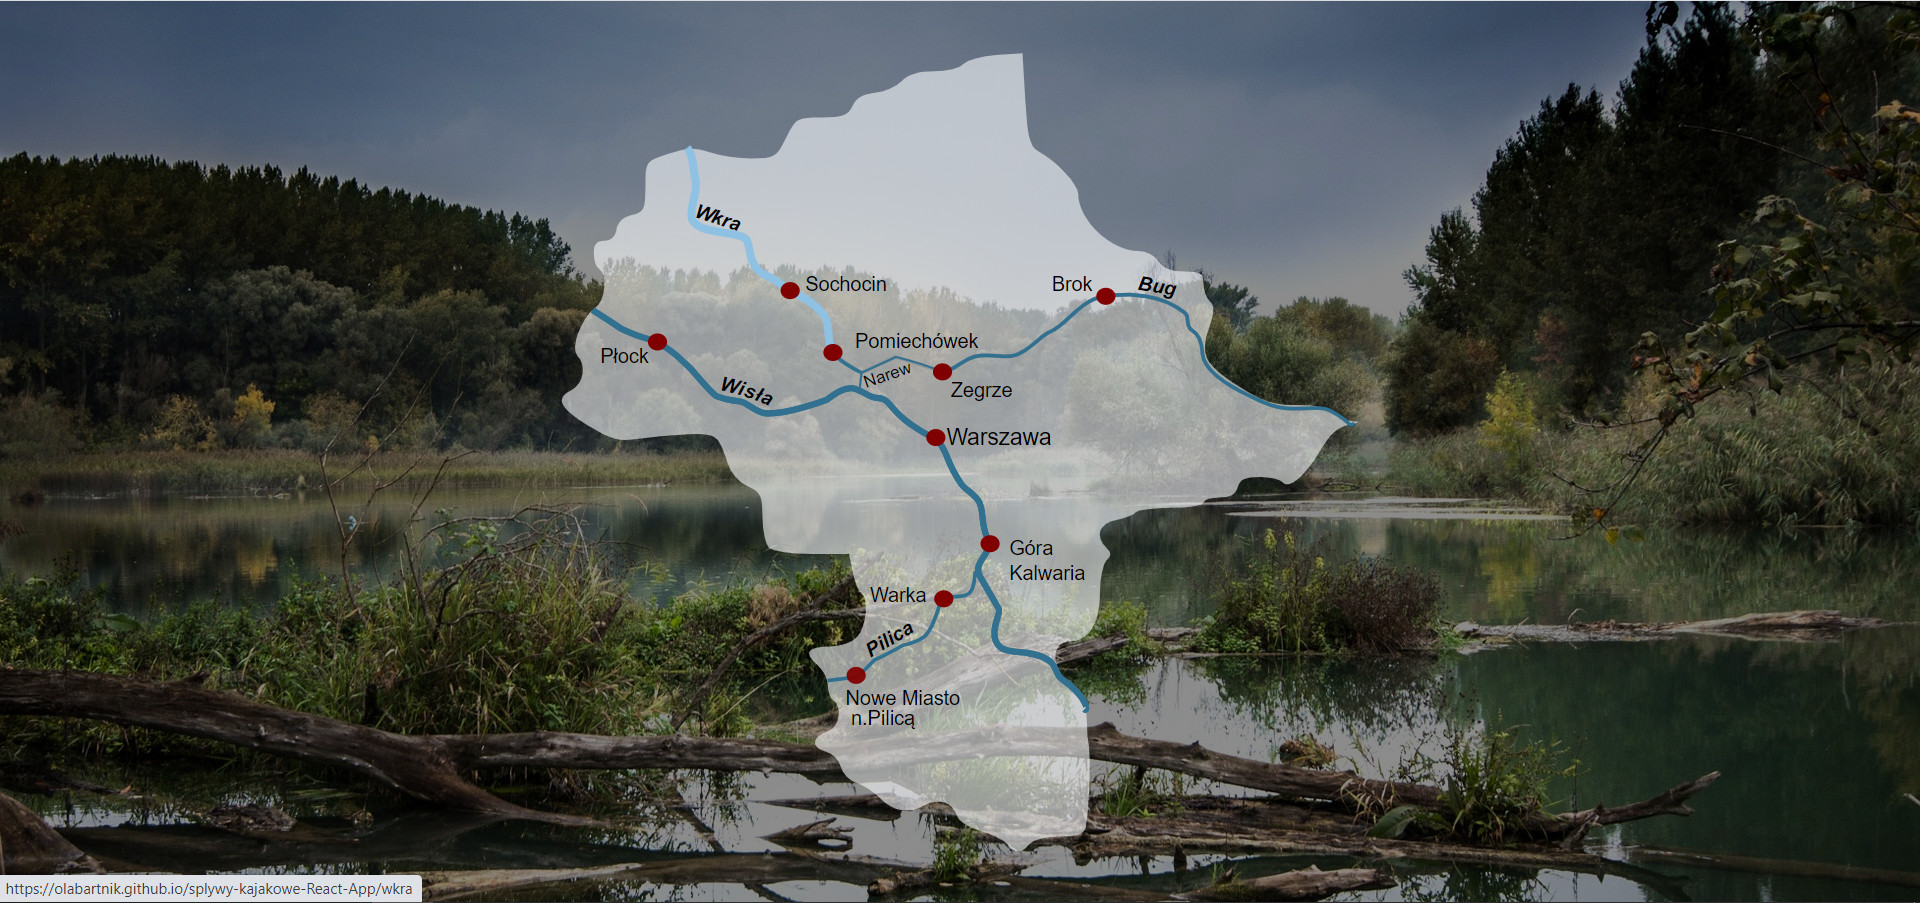 Wkra
Sochocin
Brok
Bug
Pomiechówek
Płock
Narew
Zegrze
Wisła
Warszawa
Góra
Kalwaria
Warka
Pilica
Nowe Miasto
n.Pilicą
https://olabartnik.github.io/splywy-kajakowe-React-App/wkra